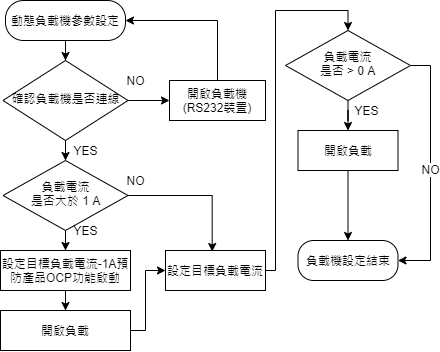 動態負載機參數設定
確認負載機是否連線
NO
開啟負載機
(RS232裝置)
YES
負載電流
是否大於 1 A
NO
YES
設定目標負載電流-1A預
防產品OCP功能啟動
開啟負載
設定目標負載電流
負載電流
是否 > 0 A
YES
開啟負載
NO
負載機設定結束